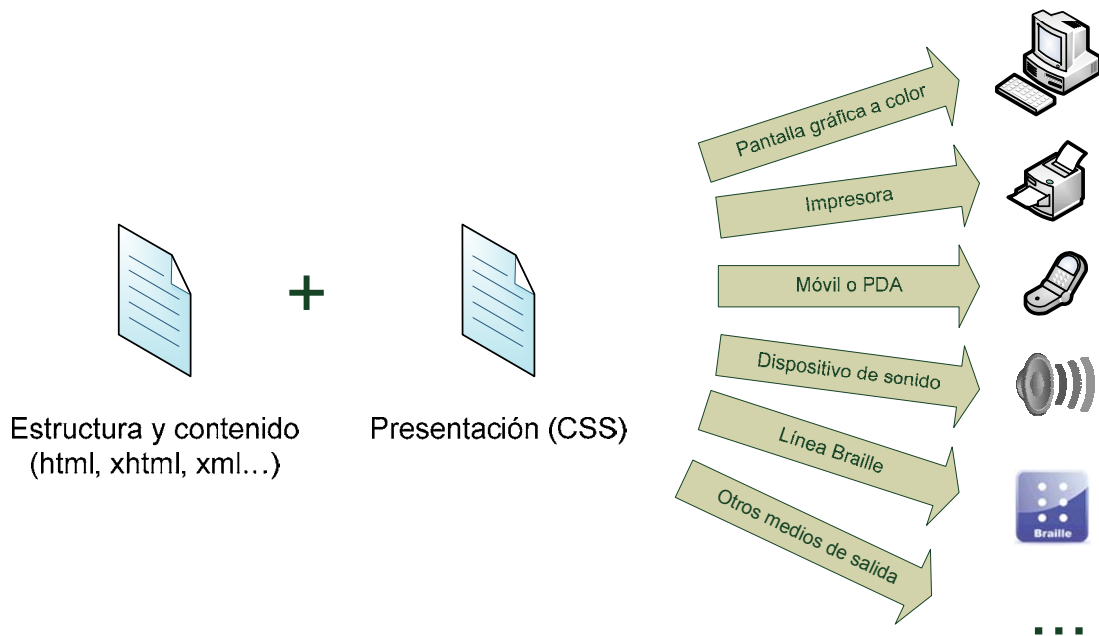 Estructura y contenido
(html, xhtml, xml...)
+
Presentación (CSS)
Pantalla gráfica a color
Impresora
Móvil o PDA
Dispositivo de sonido
Línea Braille
Braille
Otros medios de salida
...